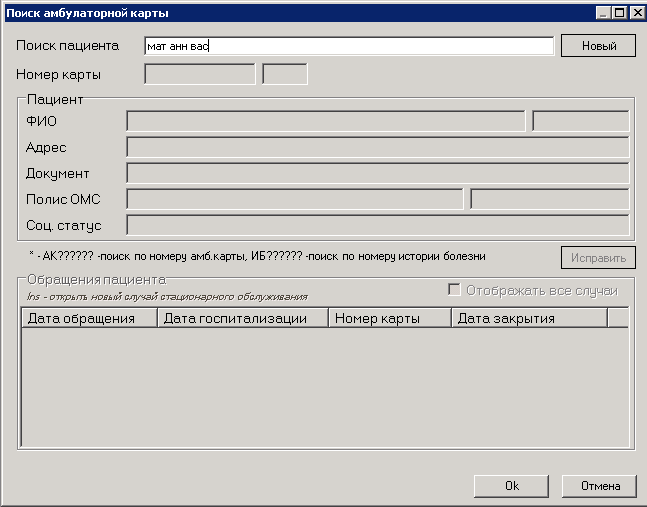 Поиск амбулаторной карты
Поиск пациента мат анн вас Новый
Номер карты
Пациент
ФИО
Адрес
Документ
Полис ОМС
Соц. статус
* - АК?????? -поиск по номеру амб.карты, ИБ?????? -поиск по номеру истории болезни Исправить
Обращения пациента
Ins - открыть новый случай стационарного обслуживания Отображать все случаи
Дата обращения Дата госпитализации Номер карты Дата закрытия
Ok Отмена